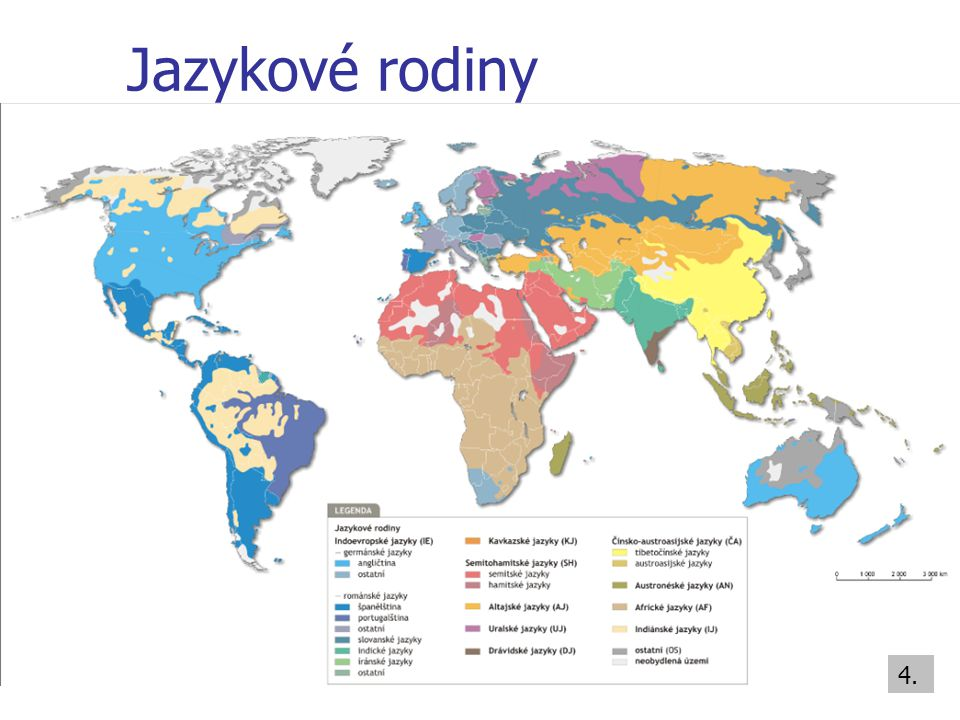 Jazykové rodiny
LEGENDA
Jazykové rodiny
Indoevropské jazyky (IE)
– germánské jazyky
angličtina
ostatní
– románské jazyky
španělština
portugalština
ostatní
slovanské jazyky
indické jazyky
íránské jazyky
ostatní
Kavkazské jazyky (KJ)
Semitohamitské jazyky (SH)
semitské jazyky
hamitské jazyky
Altajské jazyky (AJ)
Uralské jazyky (UJ)
Drávidské jazyky (DJ)
Čínsko-austroasijské jazyky (ČA)
tibetočínské jazyky
austroasijské jazyky
Austronéské jazyky (AN)
Africké jazyky (AF)
Indiánské jazyky (IJ)
ostatní (OS)
neobydlená území
0 1 000 2 000 3 000 km
4.